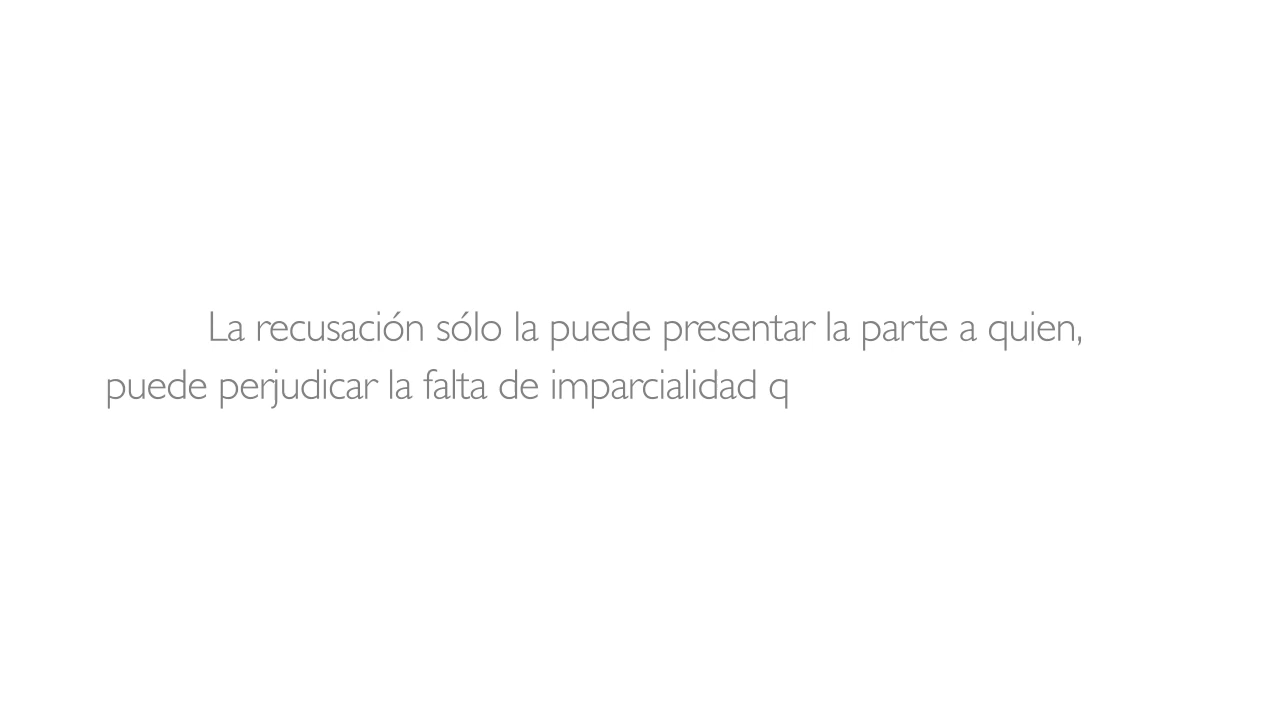 La recusación sólo la puede presentar la parte a quien,
puede perjudicar la falta de imparcialidad q